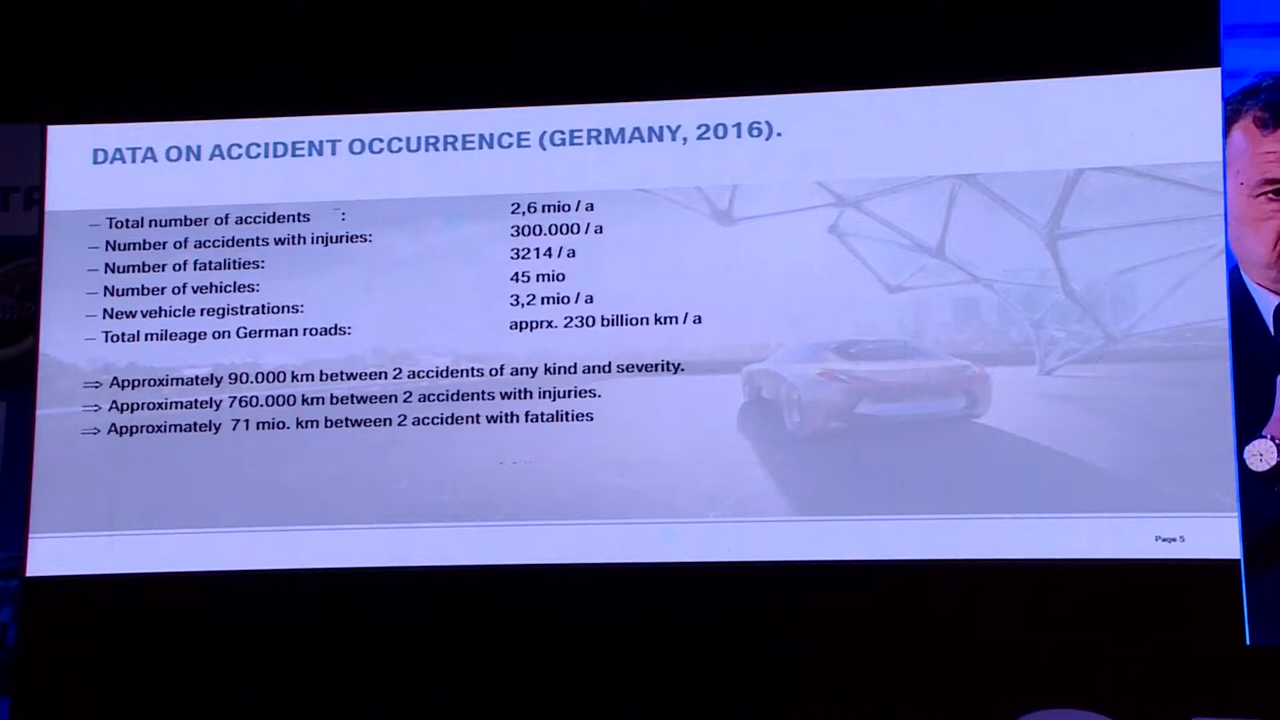 DATA ON ACCIDENT OCCURRENCE (GERMANY, 2016).
– Total number of accidents : 2,6 mio / a
– Number of accidents with injuries: 300.000 / a
– Number of fatalities: 3214 / a
– Number of vehicles: 45 mio
– New vehicle registrations: 3,2 mio / a
– Total mileage on German roads: apprx. 230 billion km / a
⇒ Approximately 90.000 km between 2 accidents of any kind and severity.
⇒ Approximately 760.000 km between 2 accidents with injuries.
⇒ Approximately 71 mio. km between 2 accident with fatalities
Page 5